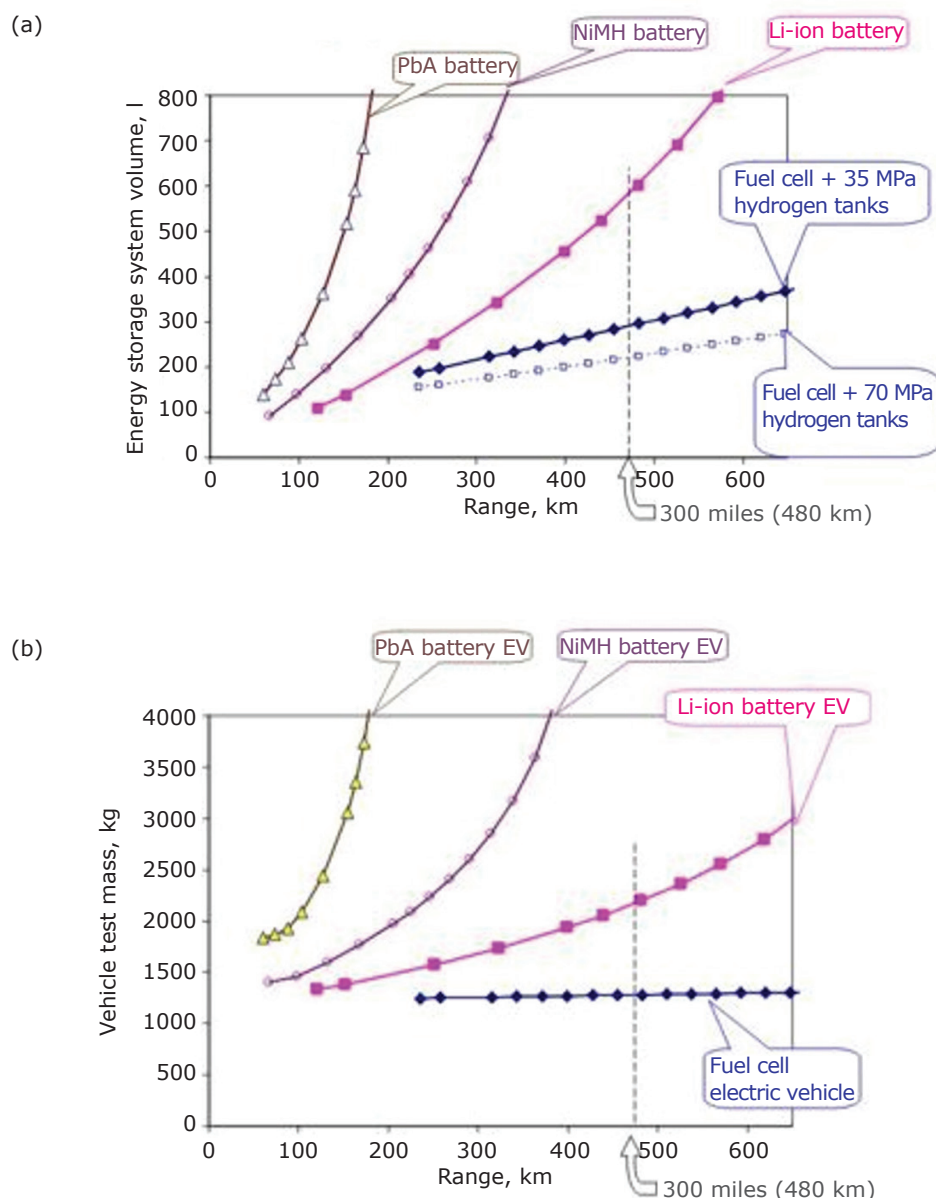 (a)
NiMH battery
Li-ion battery
PbA battery
Energy storage system volume, l
800
700
600
500
400
300
200
100
0
Fuel cell + 35 MPa
hydrogen tanks
Fuel cell + 70 MPa
hydrogen tanks
0 100 200 300 400 500 600
Range, km
300 miles (480 km)
(b)
PbA battery EV
NiMH battery EV
Li-ion battery EV
Vehicle test mass, kg
4000
3500
3000
2500
2000
1500
1000
500
0
Fuel cell
electric vehicle
0 100 200 300 400 500 600
Range, km
300 miles (480 km)